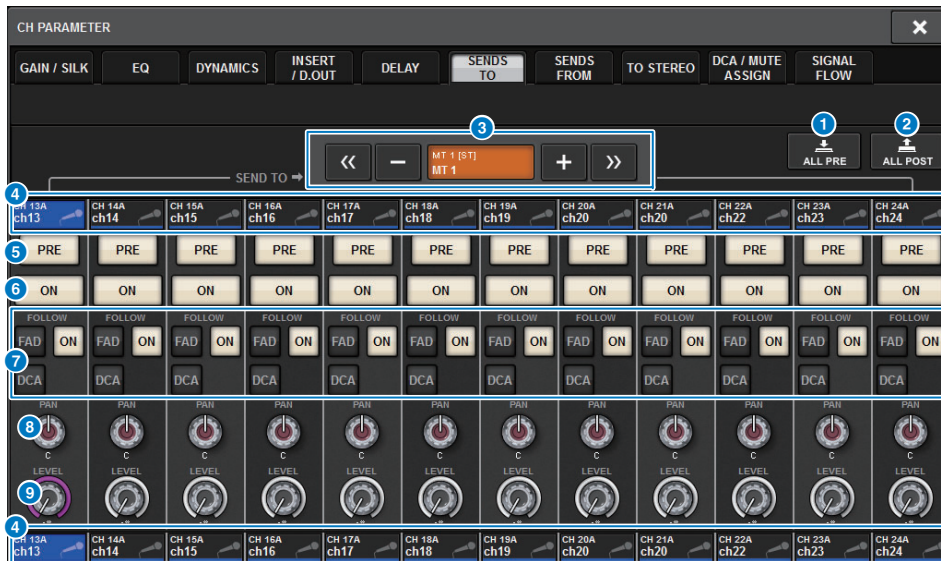 CH PARAMETER
GAIN / SILK EQ DYNAMICS INSERT / D.OUT DELAY SENDS TO SENDS FROM TO STEREO DCA / MUTE ASSIGN SIGNAL FLOW
3 1 2
MT 1 [ST]
MT 1
ALL PRE ALL POST
SEND TO
4
CH 13A CH 14A CH 15A CH 16A CH 17A CH 18A CH 19A CH 20A CH 21A CH 22A CH 23A CH 24A
ch13 ch14 ch15 ch16 ch17 ch18 ch19 ch20 ch20 ch22 ch23 ch24
5 PRE PRE PRE PRE PRE PRE PRE PRE PRE PRE PRE PRE
6 ON ON ON ON ON ON ON ON ON ON ON ON
FOLLOW FOLLOW FOLLOW FOLLOW FOLLOW FOLLOW FOLLOW FOLLOW FOLLOW FOLLOW FOLLOW FOLLOW
FAD ON FAD ON FAD ON FAD ON FAD ON FAD ON FAD ON FAD ON FAD ON FAD ON FAD ON FAD ON
7
DCA DCA DCA DCA DCA DCA DCA DCA DCA DCA DCA DCA
PAN PAN PAN PAN PAN PAN PAN PAN PAN PAN PAN PAN
8
C C C C C C C C C C C C
LEVEL LEVEL LEVEL LEVEL LEVEL LEVEL LEVEL LEVEL LEVEL LEVEL LEVEL LEVEL
9
4
CH 13A CH 14A CH 15A CH 16A CH 17A CH 18A CH 19A CH 20A CH 21A CH 22A CH 23A CH 24A
ch13 ch14 ch15 ch16 ch17 ch18 ch19 ch20 ch20 ch22 ch23 ch24